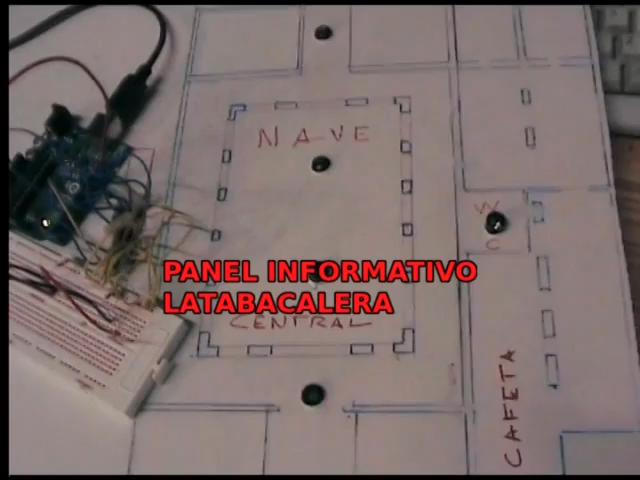 NAVE
W
C
PANEL INFORMATIVO
LATABACALERA
CENTRAL
CAFETA